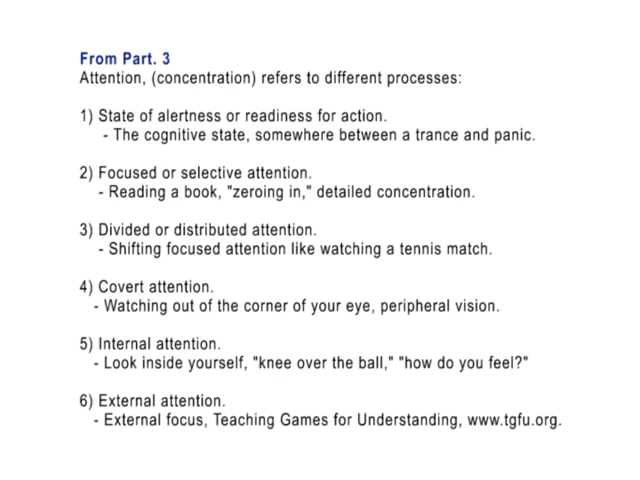 From Part. 3
Attention, (concentration) refers to different processes:
1) State of alertness or readiness for action.
- The cognitive state, somewhere between a trance and panic.
2) Focused or selective attention.
- Reading a book, "zeroing in," detailed concentration.
3) Divided or distributed attention.
- Shifting focused attention like watching a tennis match.
4) Covert attention.
- Watching out of the corner of your eye, peripheral vision.
5) Internal attention.
- Look inside yourself, "knee over the ball," "how do you feel?"
6) External attention.
- External focus, Teaching Games for Understanding, www.tgfu.org.